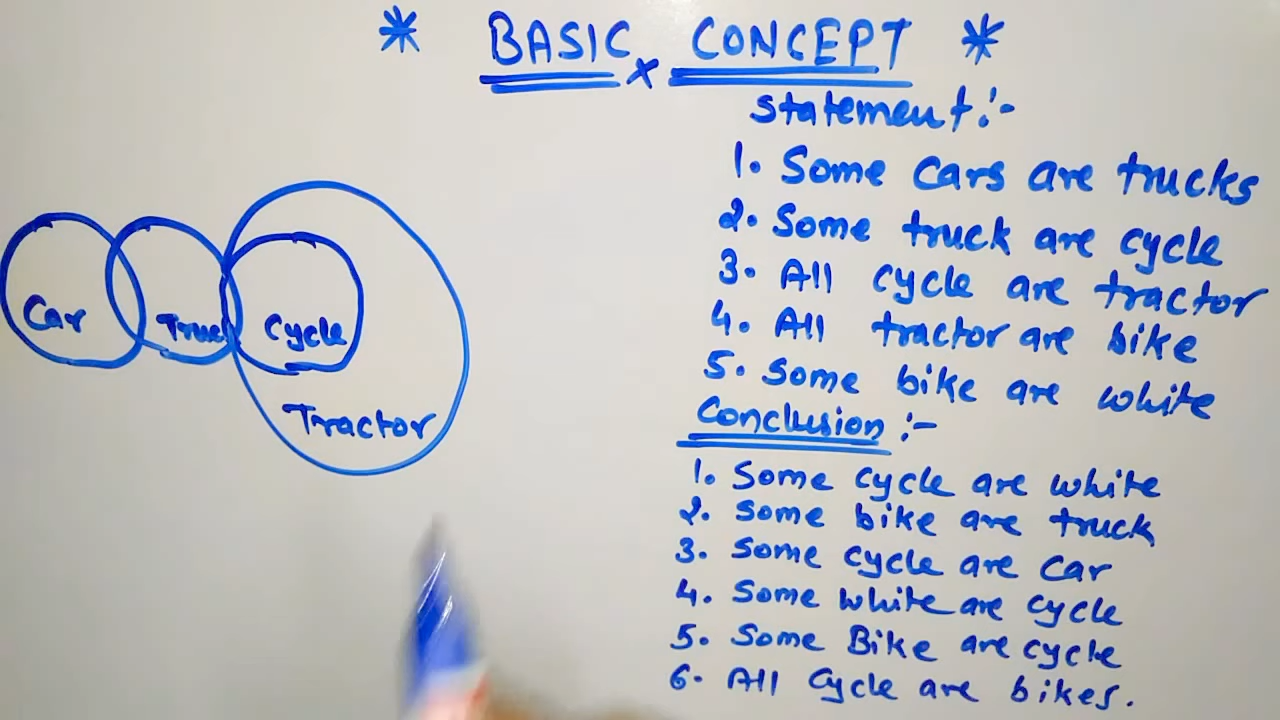 * BASIC CONCEPT *
x
Statement:-
1. Some Cars are trucks
2. Some truck are cycle
3. All cycle are tractor
4. All tractor are bike
5. Some bike are white
Conclusion :-
1. Some cycle are white
2. Some bike are truck
3. Some cycle are Car
4. Some white are cycle
5. Some Bike are cycle
6. All Cycle are bikes.
Car Truck Cycle
Tractor